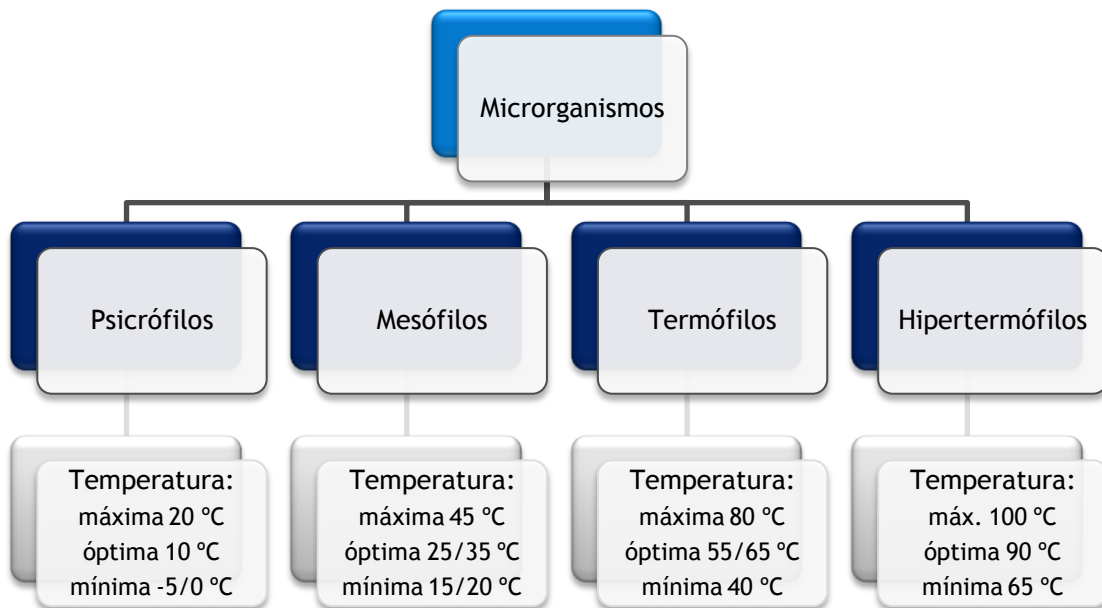 Microrganismos
Psicrófilos
Mesófilos
Termófilos
Hipertermófilos
Temperatura:
máxima 20 ºC
óptima 10 ºC
mínima -5/0 ºC
Temperatura:
máxima 45 ºC
óptima 25/35 ºC
mínima 15/20 ºC
Temperatura:
máxima 80 ºC
óptima 55/65 ºC
mínima 40 ºC
Temperatura:
máx. 100 ºC
óptima 90 ºC
mínima 65 ºC